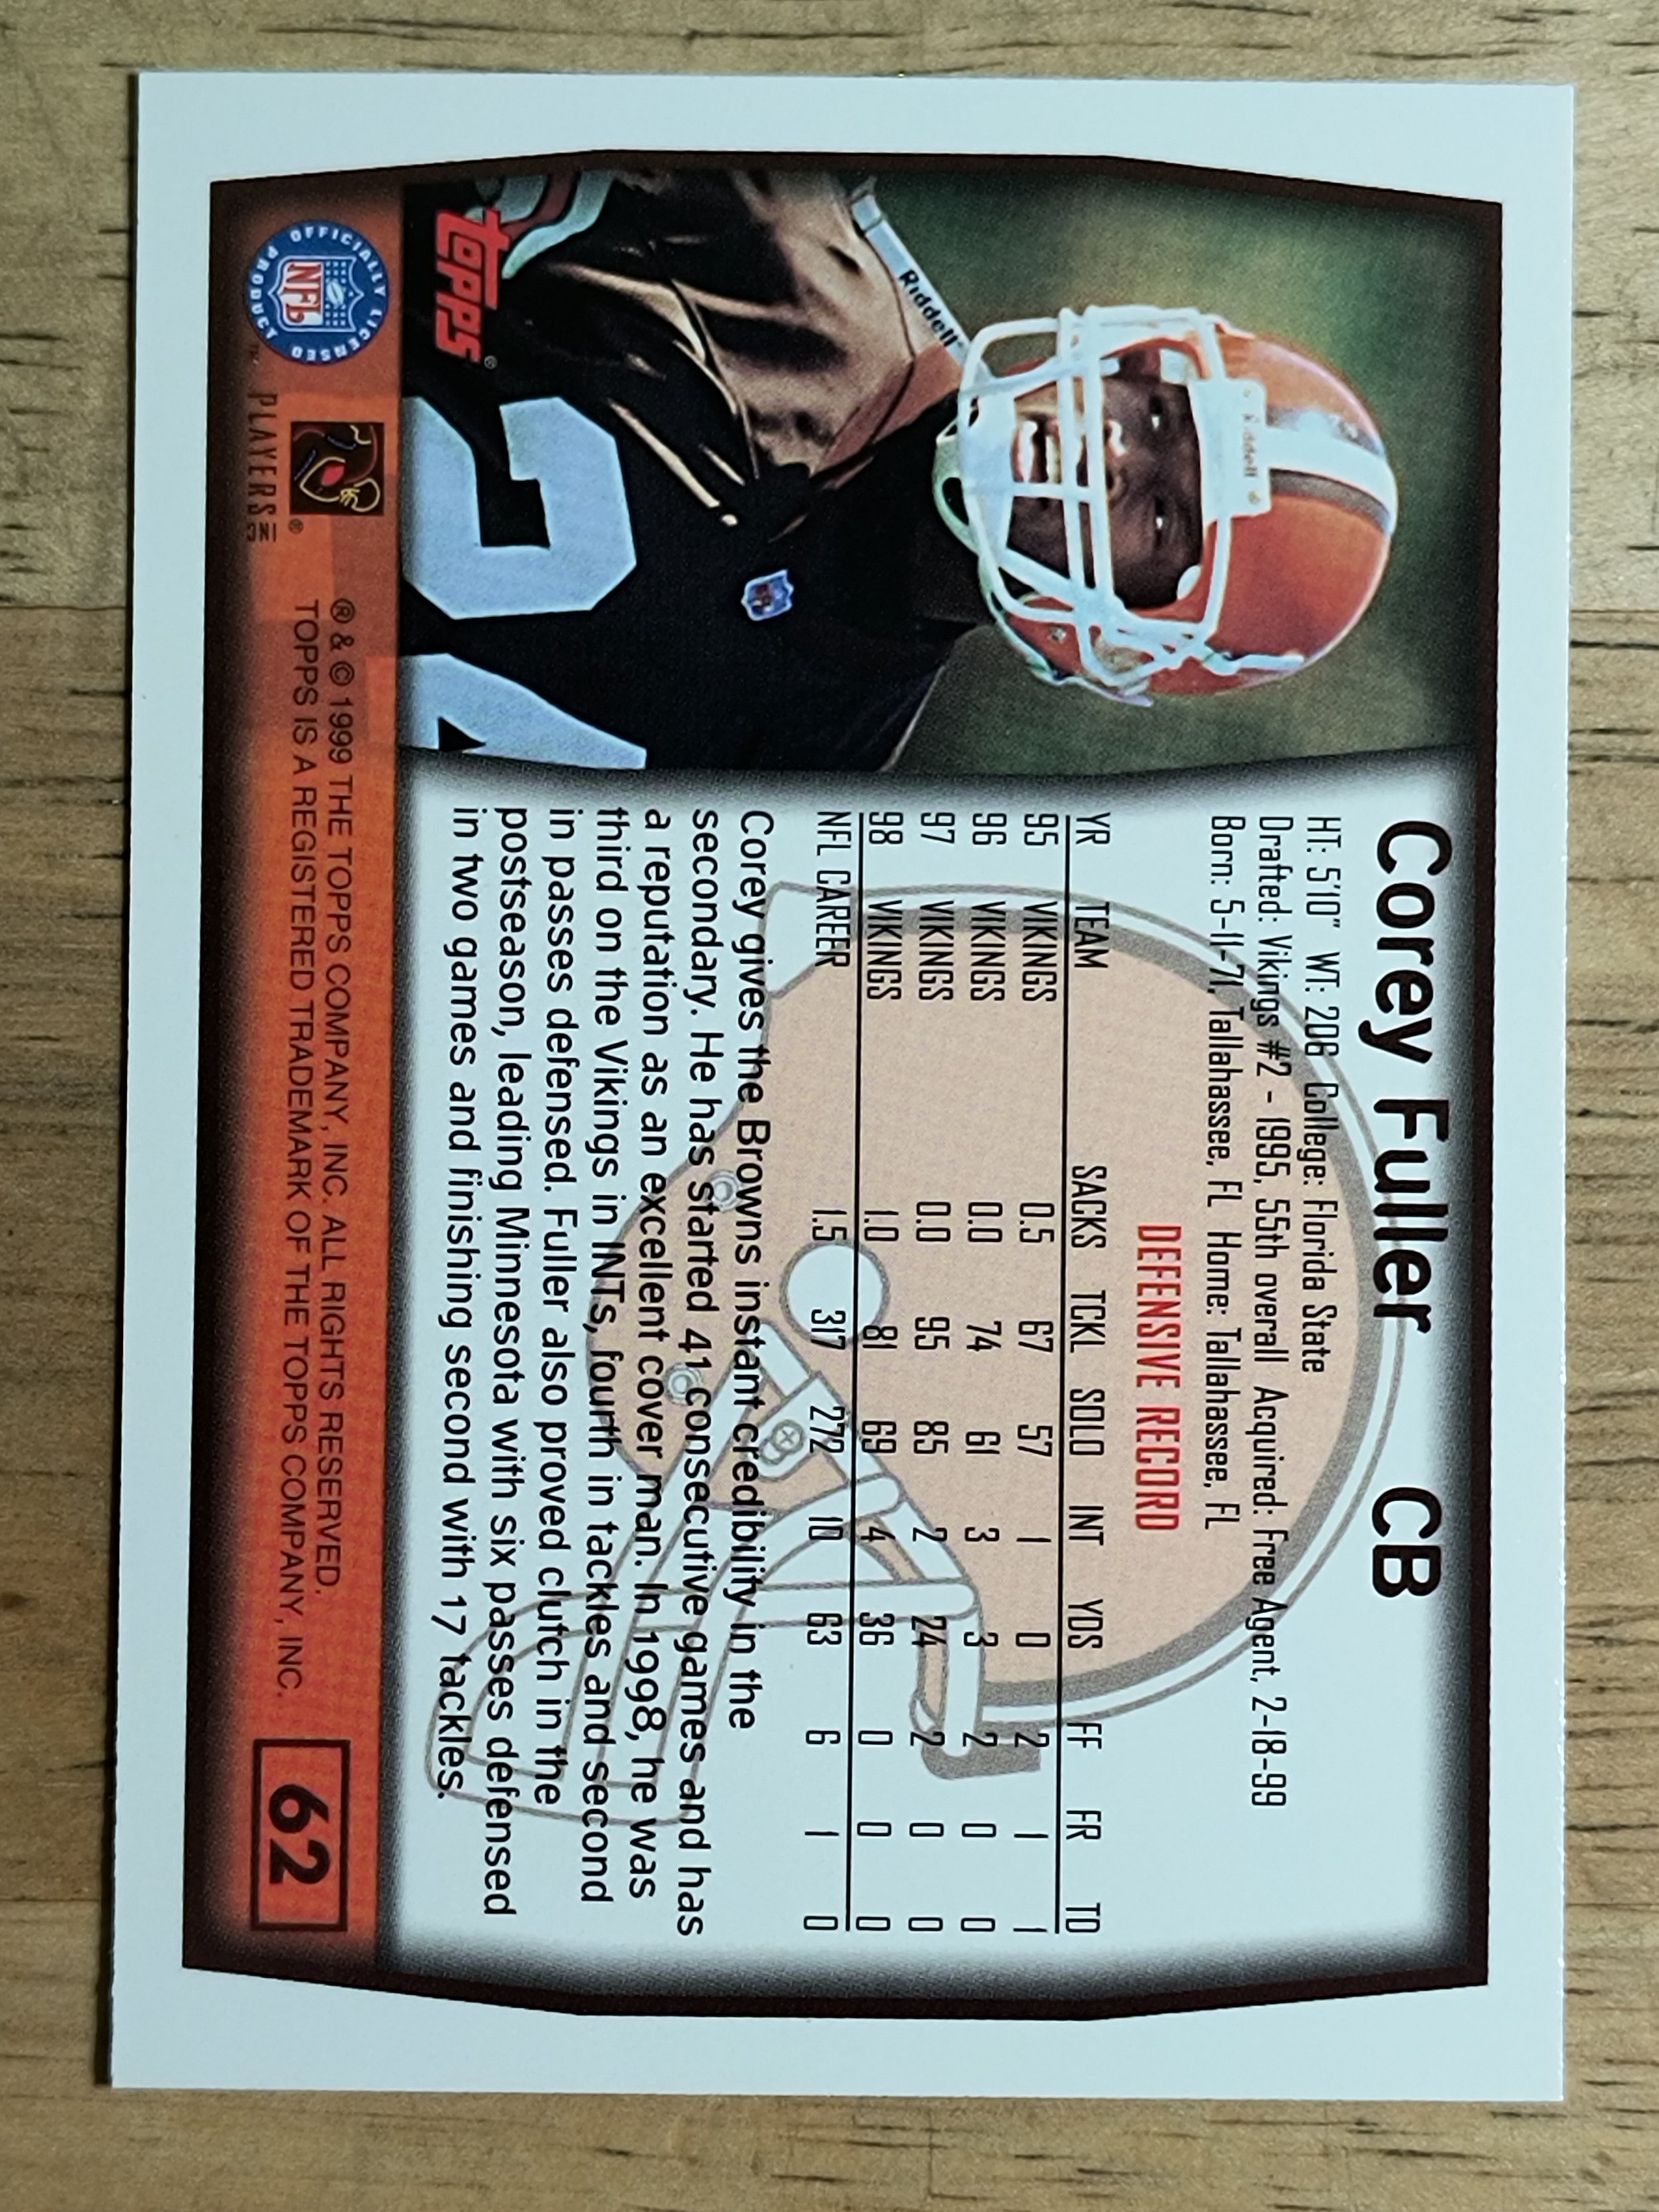 Corey Fuller CB
HT: 5'10" WT: 206 College: Florida State
Drafted: Vikings #2 - 1995, 55th overall Acquired: Free Agent, 2-18-99
Born: 5-11-71, Tallahassee, FL Home: Tallahassee, FL
DEFENSIVE RECORD
YR TEAM SACKS TCKL SOLO INT YDS FF FR TD
95 VIKINGS 0.5 67 57 1 0 2 1 1
96 VIKINGS 0.0 74 61 3 3 2 0 0
97 VIKINGS 0.0 95 85 2 24 2 0 0
98 VIKINGS 1.0 81 69 4 36 0 0 0
NFL CAREER 1.5 317 272 10 63 6 1 0
Corey gives the Browns instant credibility in the
secondary. He has started 41 consecutive games and has
a reputation as an excellent cover man. In 1998, he was
third on the Vikings in INTs, fourth in tackles and second
in passes defensed. Fuller also proved clutch in the
postseason, leading Minnesota with six passes defensed
in two games and finishing second with 17 tackles.
Riddell
Riddell
NFL
24
Topps®
OFFICIALLY LICENSED PRODUCT
NFL
®
PLAYERS INC
® & © 1999 THE TOPPS COMPANY, INC. ALL RIGHTS RESERVED.
TOPPS IS A REGISTERED TRADEMARK OF THE TOPPS COMPANY, INC.
62